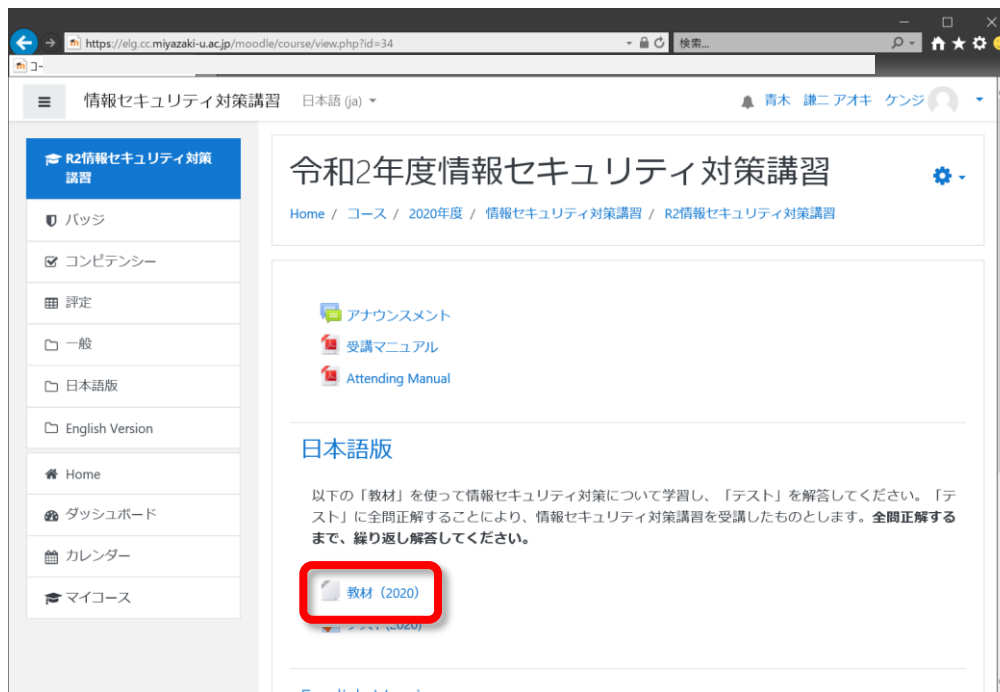 https://elg.cc.miyazaki-u.ac.jp/moodle/course/view.php?id=34
検索...
コー
情報セキュリティ対策講習 日本語 (ja)
青木 謙二 アオキ ケンジ
R2情報セキュリティ対策
講習
バッジ
コンピテンシー
評定
一般
日本語版
English Version
Home
ダッシュボード
カレンダー
マイコース
令和2年度情報セキュリティ対策講習
Home / コース / 2020年度 / 情報セキュリティ対策講習 / R2情報セキュリティ対策講習
アナウンスメント
受講マニュアル
Attending Manual
日本語版
以下の「教材」を使って情報セキュリティ対策について学習し、「テスト」を解答してください。「テ
スト」に全問正解することにより、情報セキュリティ対策講習を受講したものとします。全問正解する
まで、繰り返し解答してください。
教材（2020）
テスト(2020)